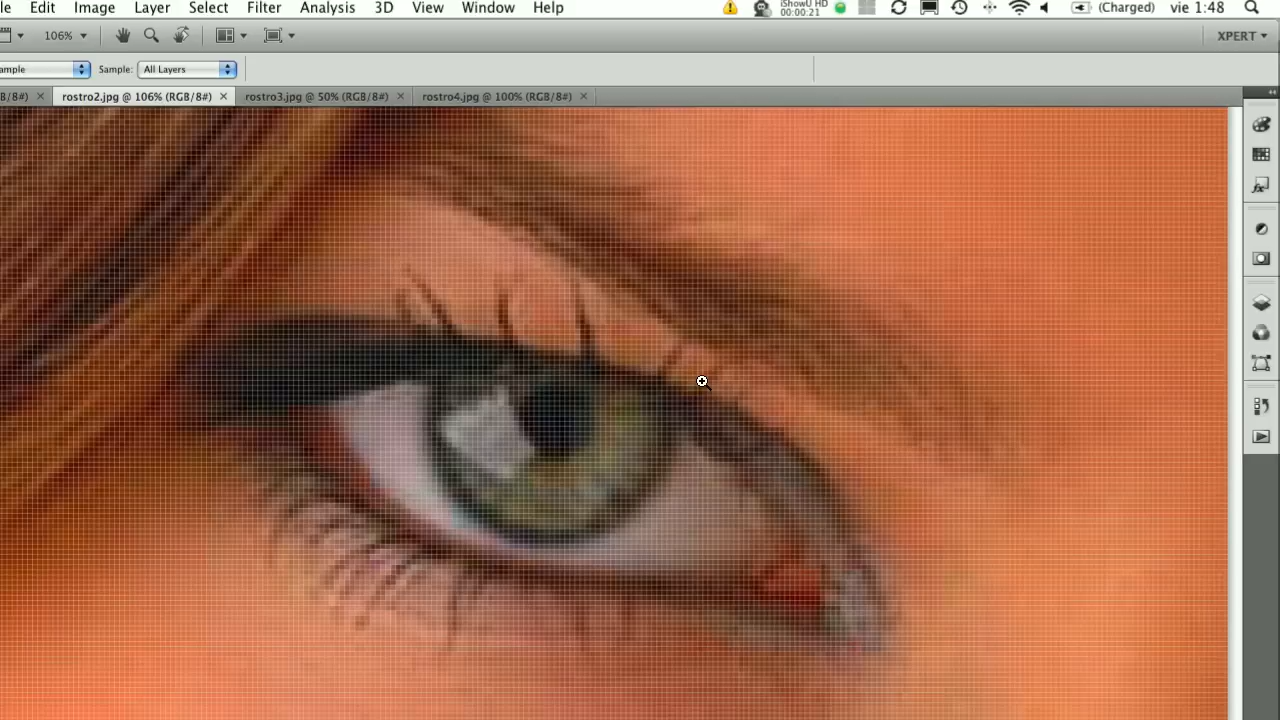 le Edit Image Layer Select Filter Analysis 3D View Window Help iShowU HD 00:00:21 (Charged) vie 1:48
106% XPERT
ample Sample: All Layers
GB/8#) rostro2.jpg @ 106% (RGB/8#) rostro3.jpg @ 50% (RGB/8#) rostro4.jpg @ 100% (RGB/8#)
fx